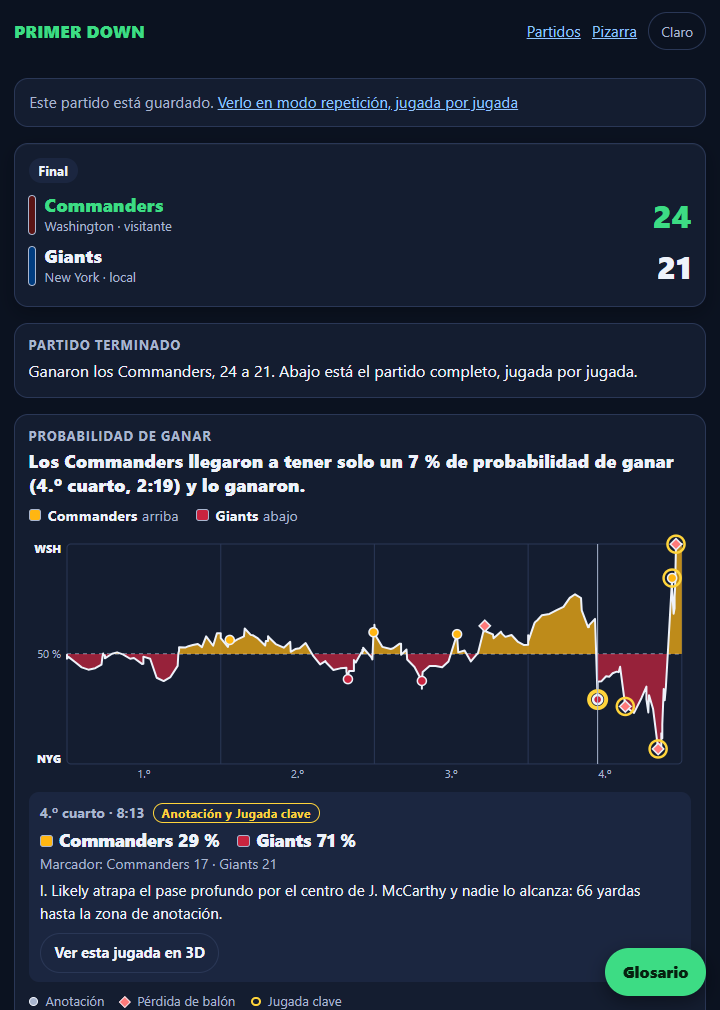 PRIMER DOWN
Partidos Pizarra Claro
Este partido está guardado. Verlo en modo repetición, jugada por jugada
Final
Commanders
Washington · visitante
24
Giants
New York · local
21
PARTIDO TERMINADO
Ganaron los Commanders, 24 a 21. Abajo está el partido completo, jugada por jugada.
PROBABILIDAD DE GANAR
Los Commanders llegaron a tener solo un 7 % de probabilidad de ganar
(4.º cuarto, 2:19) y lo ganaron.
Commanders arriba Giants abajo
WSH
50 %
NYG
1.º 2.º 3.º 4.º
4.º cuarto · 8:13 Anotación y Jugada clave
Commanders 29 % Giants 71 %
Marcador: Commanders 17 · Giants 21
I. Likely atrapa el pase profundo por el centro de J. McCarthy y nadie lo alcanza: 66 yardas
hasta la zona de anotación.
Ver esta jugada en 3D
Glosario
Anotación Pérdida de balón Jugada clave